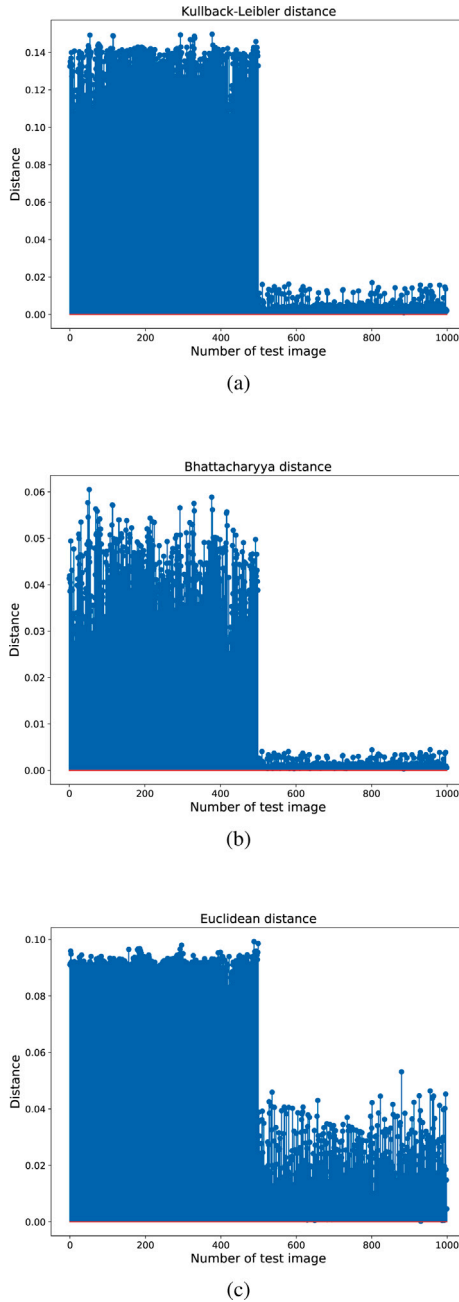 Kullback-Leibler distance
0.14
0.12
0.10
0.08
0.06
0.04
0.02
0.00
Distance
0 200 400 600 800 1000
Number of test image
(a)
Bhattacharyya distance
0.06
0.05
0.04
0.03
0.02
0.01
0.00
Distance
0 200 400 600 800 1000
Number of test image
(b)
Euclidean distance
0.10
0.08
0.06
0.04
0.02
0.00
Distance
0 200 400 600 800 1000
Number of test image
(c)